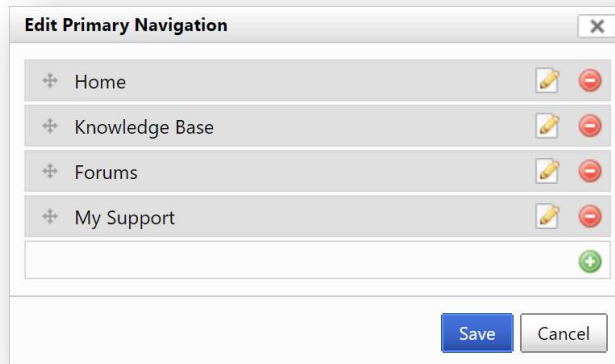 Edit Primary Navigation
Home
Knowledge Base
Forums
My Support
Save Cancel